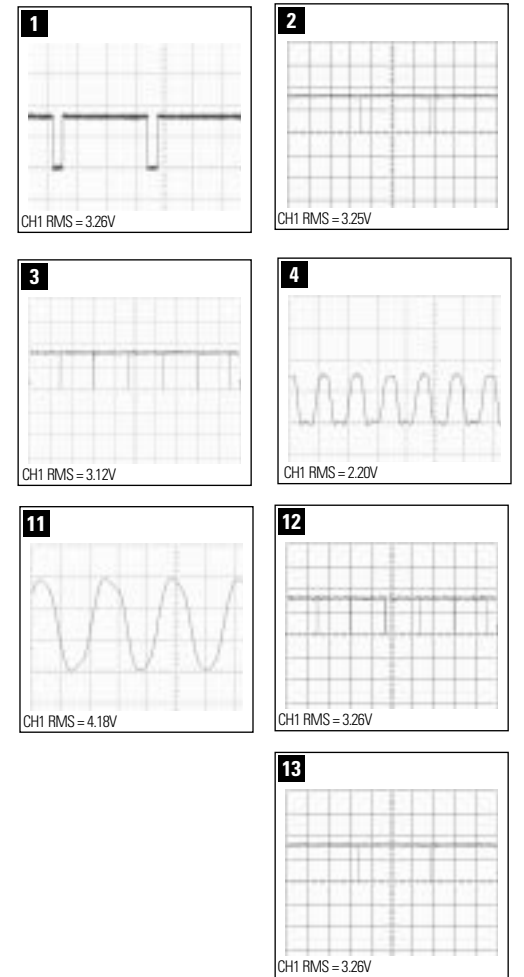 1
CH1 RMS = 3.26V
2
CH1 RMS = 3.25V
3
CH1 RMS = 3.12V
4
CH1 RMS = 2.20V
11
CH1 RMS = 4.18V
12
CH1 RMS = 3.26V
13
CH1 RMS = 3.26V